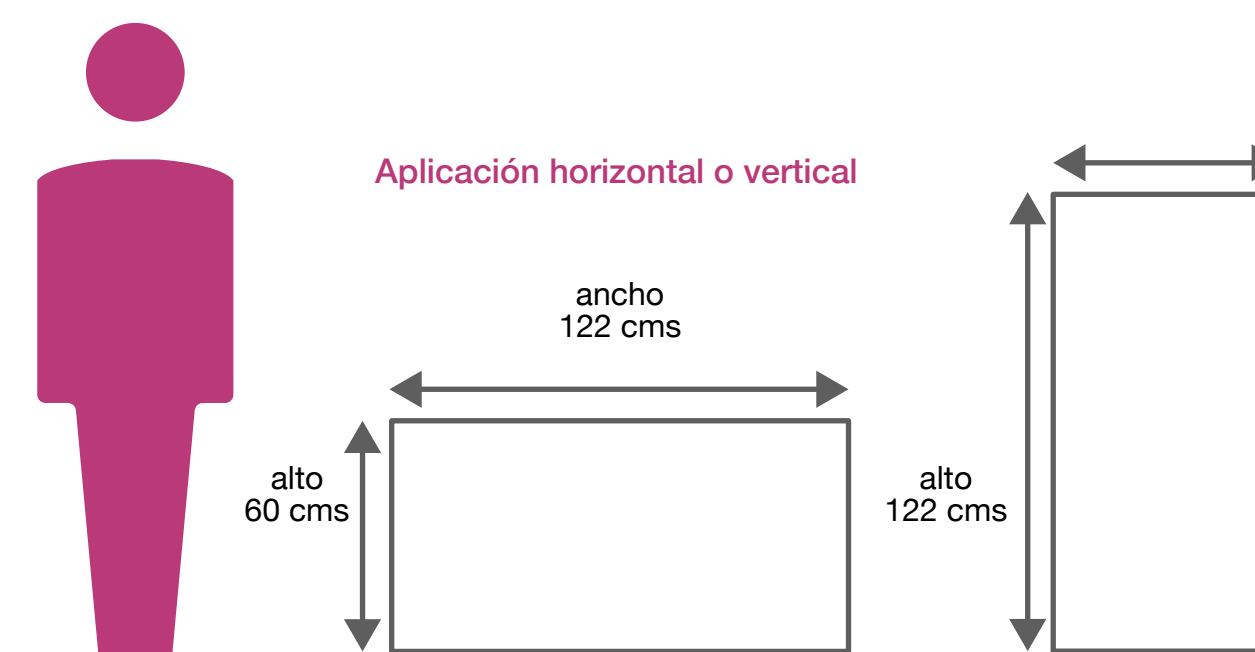 Aplicación horizontal o vertical
ancho
122 cms
alto
60 cms
alto
122 cms